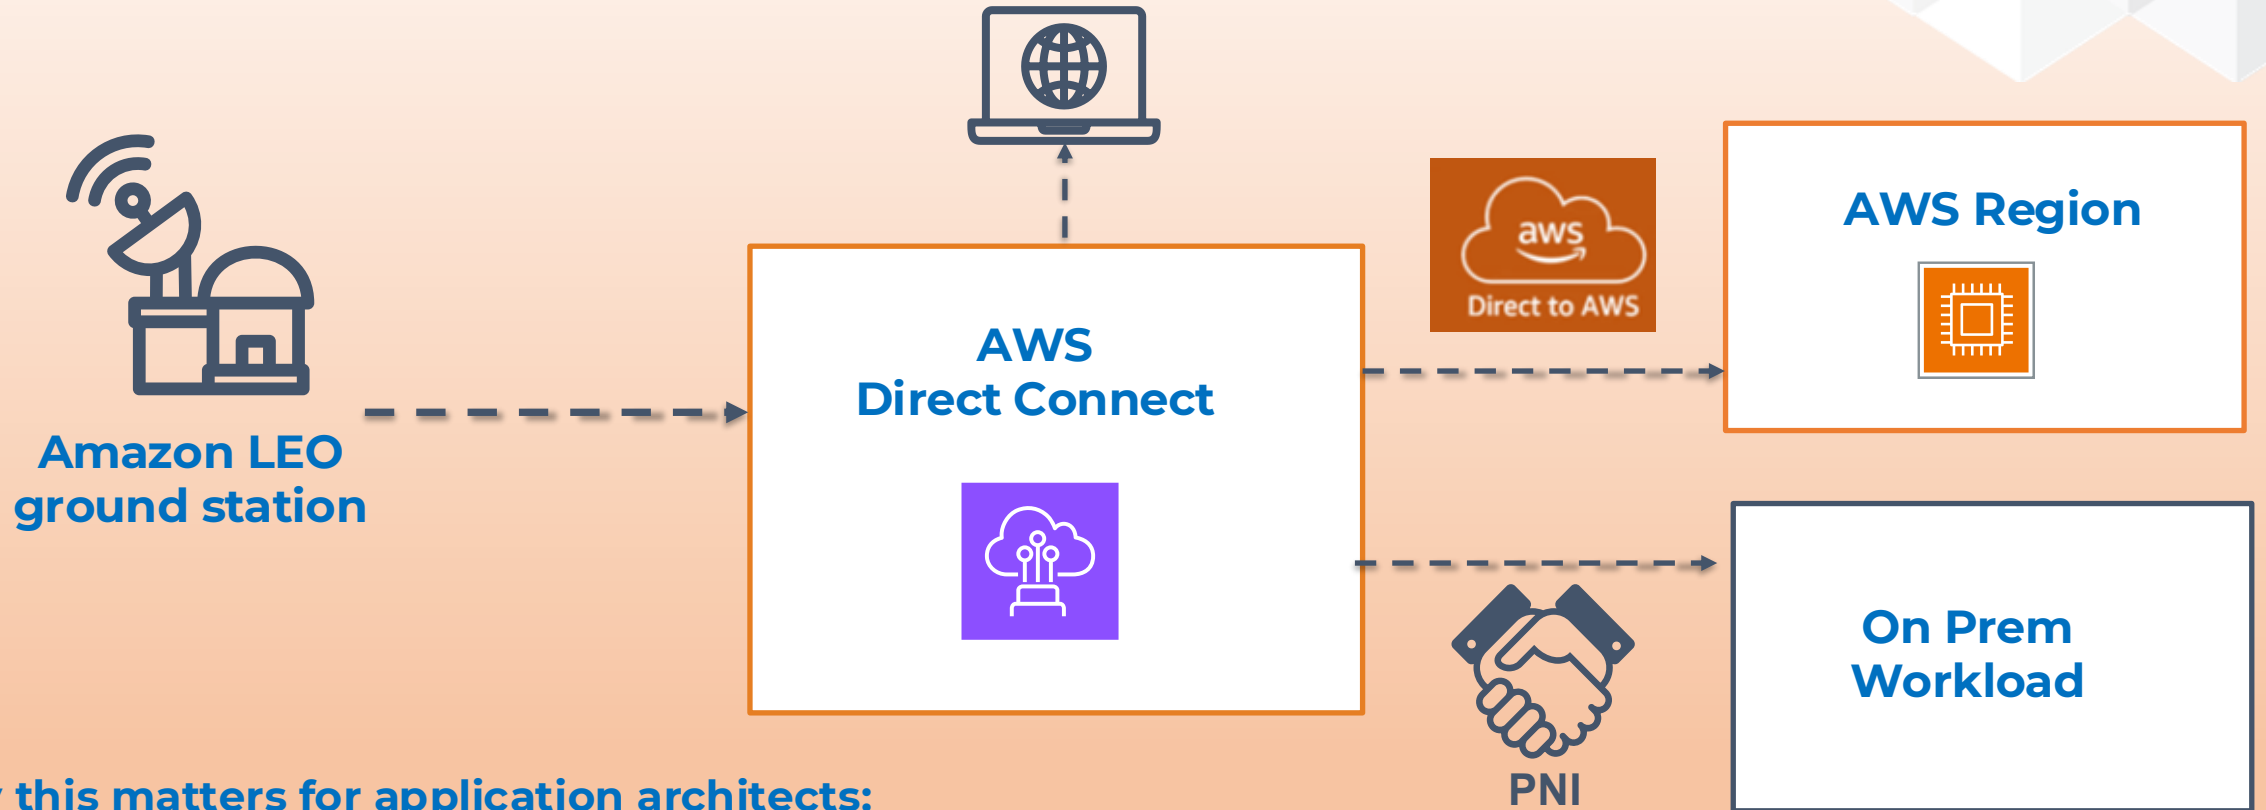 Amazon LEO
ground station
AWS
Direct Connect
aws
Direct to AWS
AWS Region
On Prem
Workload
PNI
this matters for application architects: